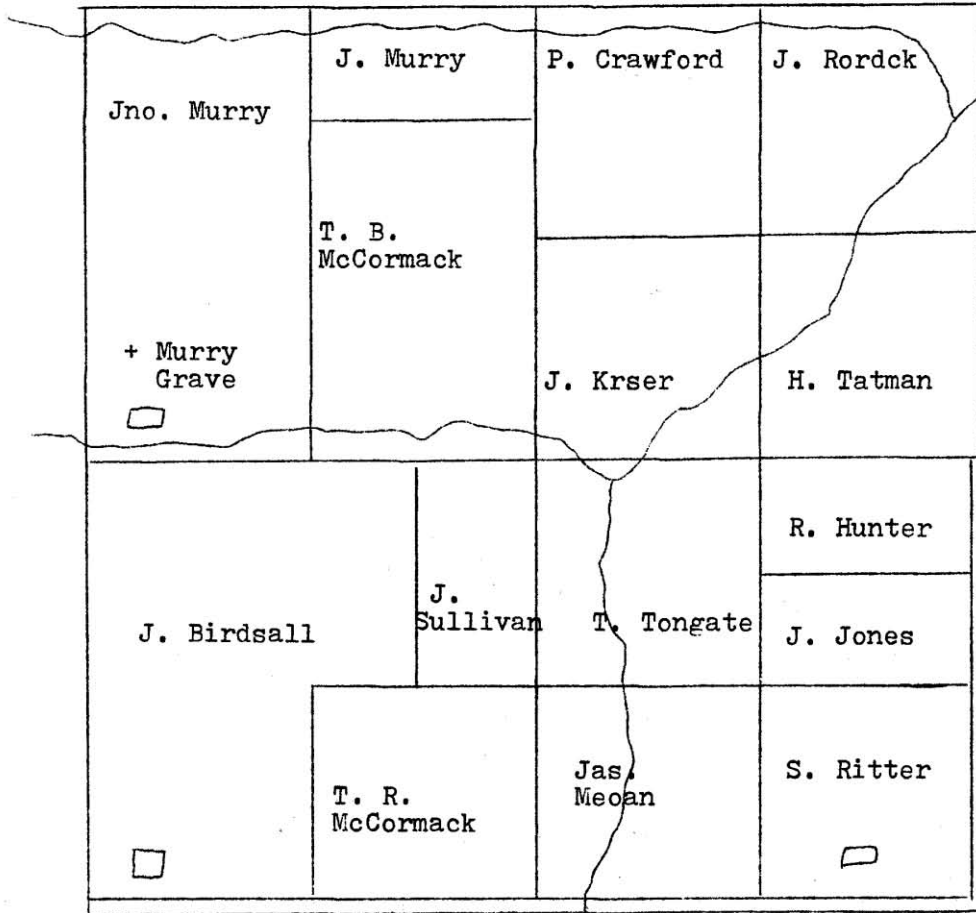 J. Murry
P. Crawford
J. Rordck
Jno. Murry
T. B.
McCormack
+ Murry
Grave
J. Krser
H. Tatman
R. Hunter
J.
Sullivan
T. Tongate
J. Birdsall
J. Jones
T. R.
McCormack
Jas.
Meoan
S. Ritter